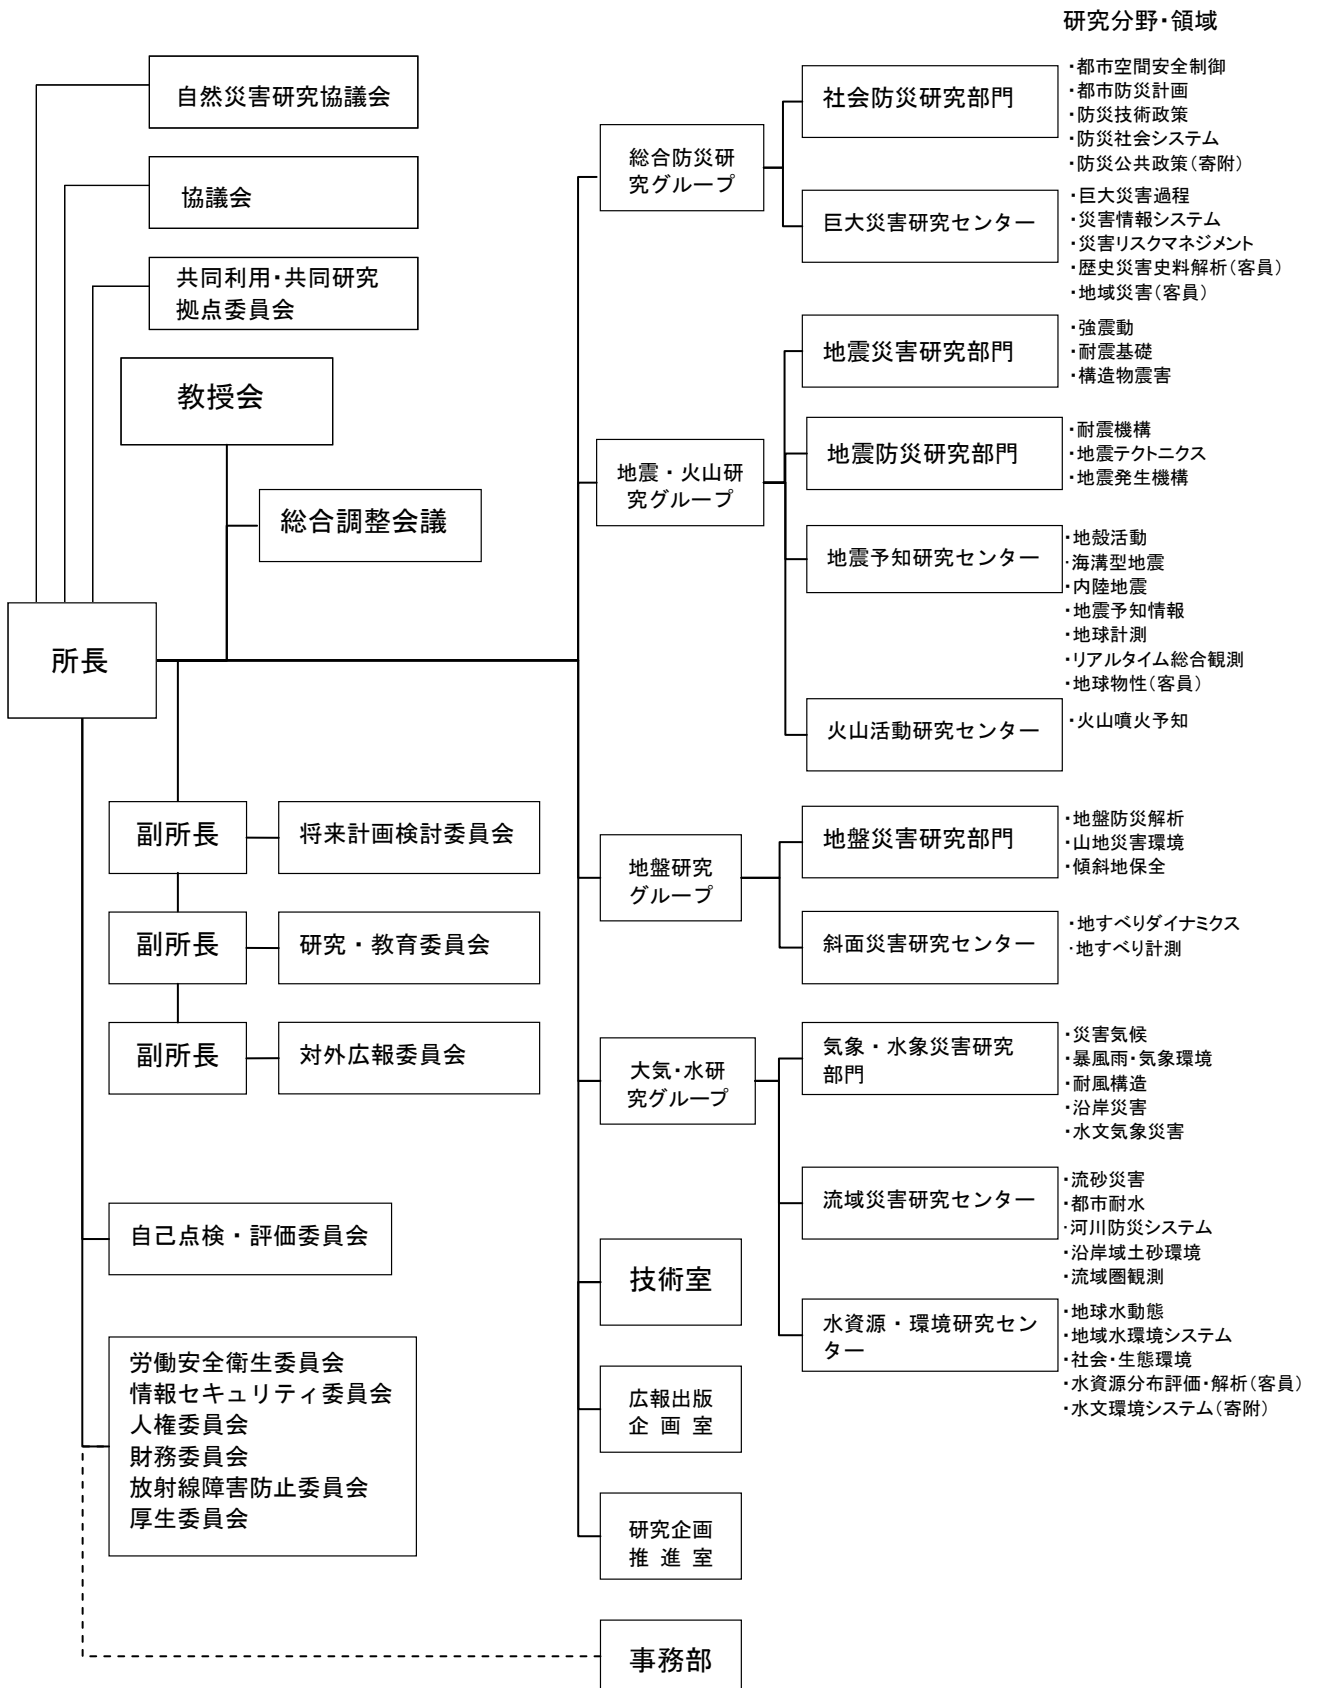 研究分野・領域
自然災害研究協議会
協議会
共同利用・共同研究
拠点委員会
教授会
総合調整会議
所長
副所長
将来計画検討委員会
副所長
研究・教育委員会
副所長
対外広報委員会
自己点検・評価委員会
労働安全衛生委員会
情報セキュリティ委員会
人権委員会
財務委員会
放射線障害防止委員会
厚生委員会
総合防災研
究グループ
社会防災研究部門
・都市空間安全制御
・都市防災計画
・防災技術政策
・防災社会システム
・防災公共政策(寄附)
巨大災害研究センター
・巨大災害過程
・災害情報システム
・災害リスクマネジメント
・歴史災害史料解析(客員)
・地域災害(客員)
地震・火山研
究グループ
地震災害研究部門
・強震動
・耐震基礎
・構造物震害
地震防災研究部門
・耐震機構
・地震テクトニクス
・地震発生機構
地震予知研究センター
・地殻活動
・海溝型地震
・内陸地震
・地震予知情報
・地球計測
・リアルタイム総合観測
・地球物性(客員)
火山活動研究センター
・火山噴火予知
地盤研究
グループ
地盤災害研究部門
・地盤防災解析
・山地災害環境
・傾斜地保全
斜面災害研究センター
・地すべりダイナミクス
・地すべり計測
大気・水研
究グループ
気象・水象災害研究
部門
・災害気候
・暴風雨・気象環境
・耐風構造
・沿岸災害
・水文気象災害
流域災害研究センター
・流砂災害
・都市耐水
・河川防災システム
・沿岸域土砂環境
・流域圏観測
水資源・環境研究セン
ター
・地球水動態
・地域水環境システム
・社会・生態環境
・水資源分布評価・解析(客員)
・水文環境システム(寄附)
技術室
広報出版
企 画 室
研究企画
推 進 室
事務部